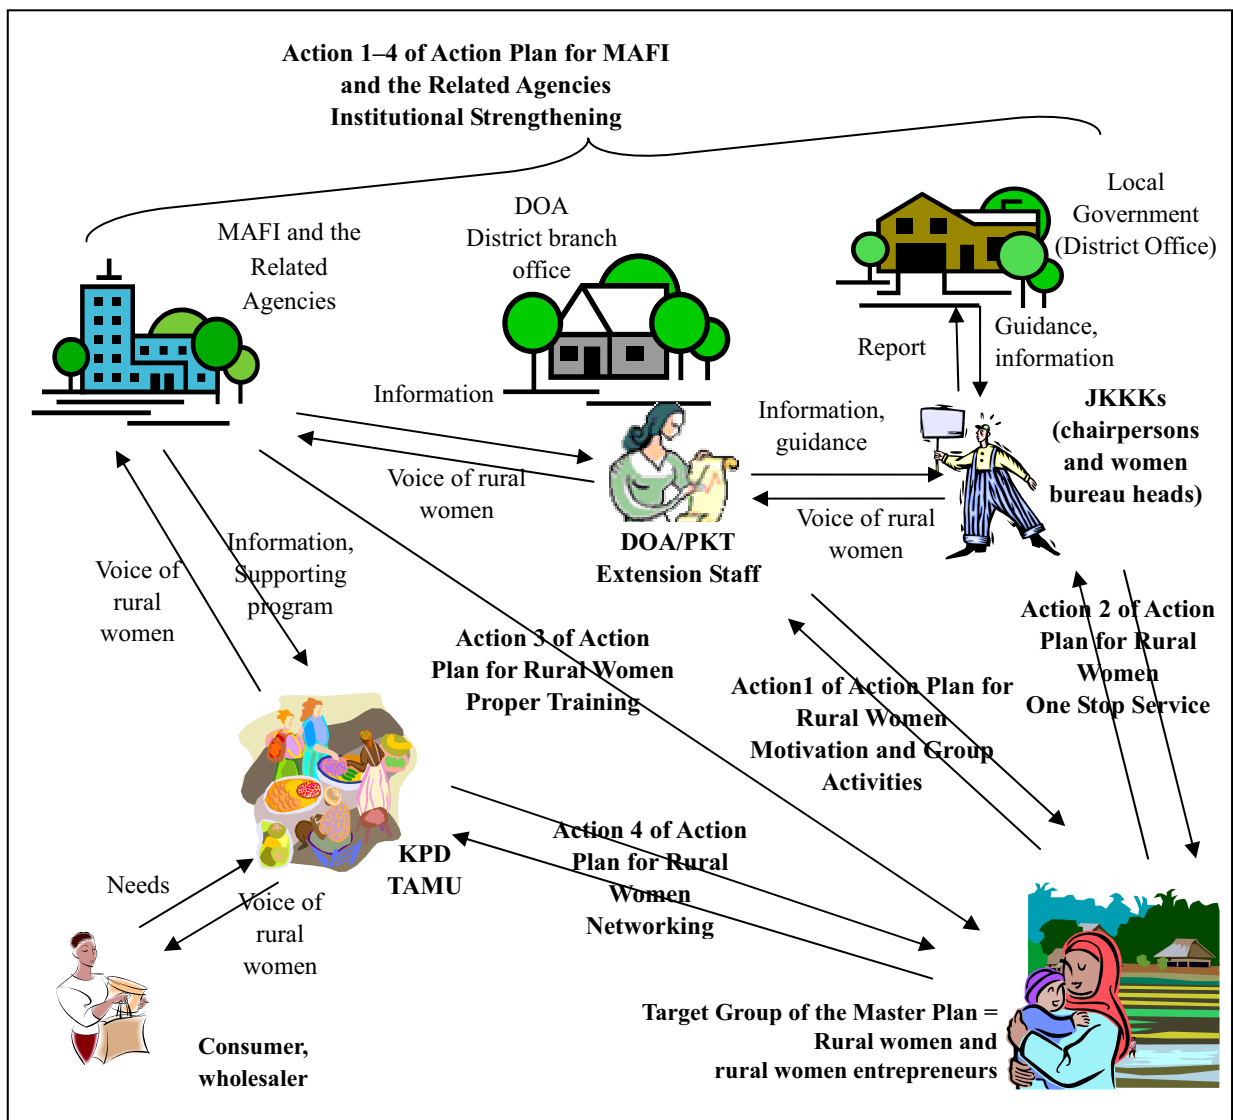 Action 1–4 of Action Plan for MAFI
and the Related Agencies
Institutional Strengthening
MAFI and the
Related
Agencies
DOA
District branch
office
Local
Government
(District Office)
Report
Guidance,
information
Information
Voice of rural
women
Information,
guidance
Voice of rural
women
JKKKs
(chairpersons
and women
bureau heads)
DOA/PKT
Extension Staff
Voice of
rural
women
Information,
Supporting
program
Action 3 of Action
Plan for Rural Women
Proper Training
Action1 of Action Plan for
Rural Women
Motivation and Group
Activities
Action 2 of Action
Plan for Rural
Women
One Stop Service
Action 4 of Action
Plan for Rural
Women
Networking
KPD
TAMU
Needs
Voice of
rural
women
Consumer,
wholesaler
Target Group of the Master Plan =
Rural women and
rural women entrepreneurs